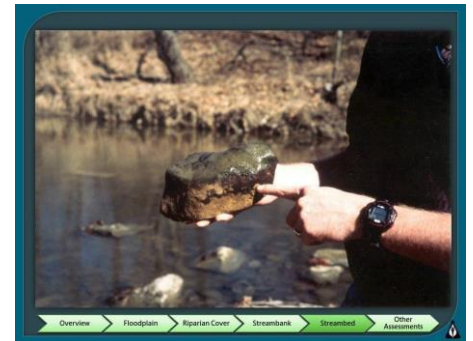 Overview
Floodplain
Riparian Cover
Streambank
Streambed
Other
Assessments